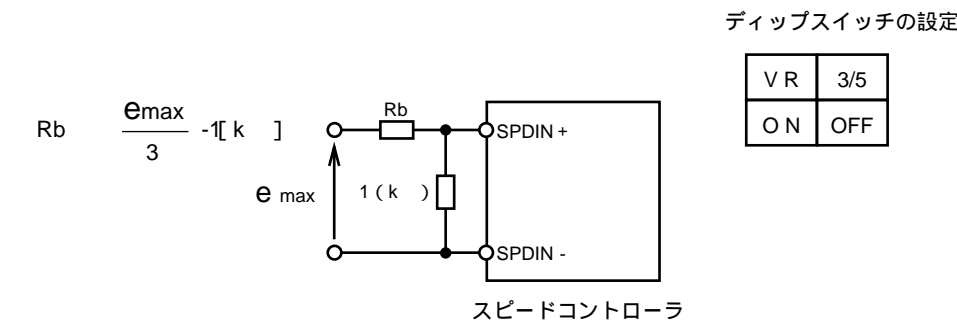 ディップスイッチの設定
VR 3/5
ON OFF
Rb emax/3 -1[k ]
Rb
SPDIN +
e max
1(k )
SPDIN -
スピードコントローラ